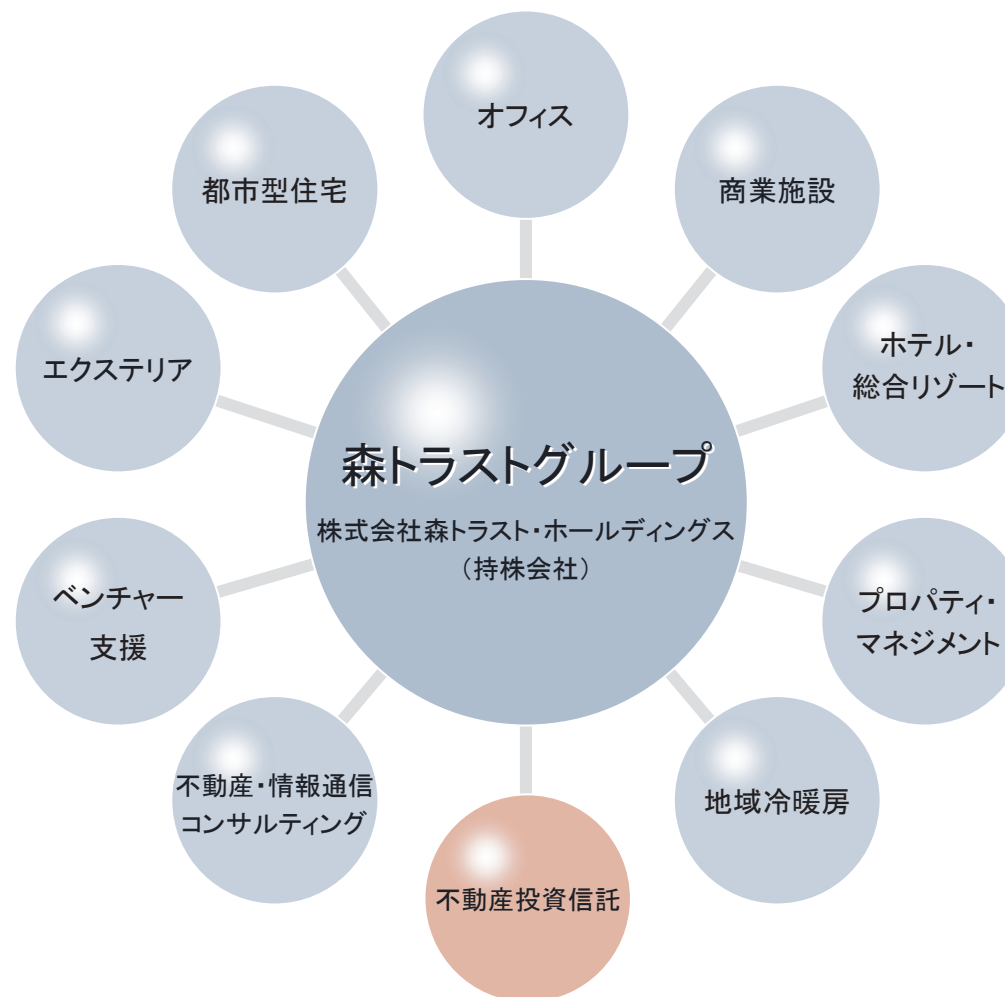 オフィス
都市型住宅
商業施設
エクステリア
ホテル・
総合リゾート
森トラストグループ
株式会社森トラスト・ホールディングス
（持株会社）
ベンチャー
支援
プロパティ・
マネジメント
不動産・情報通信
コンサルティング
地域冷暖房
不動産投資信託